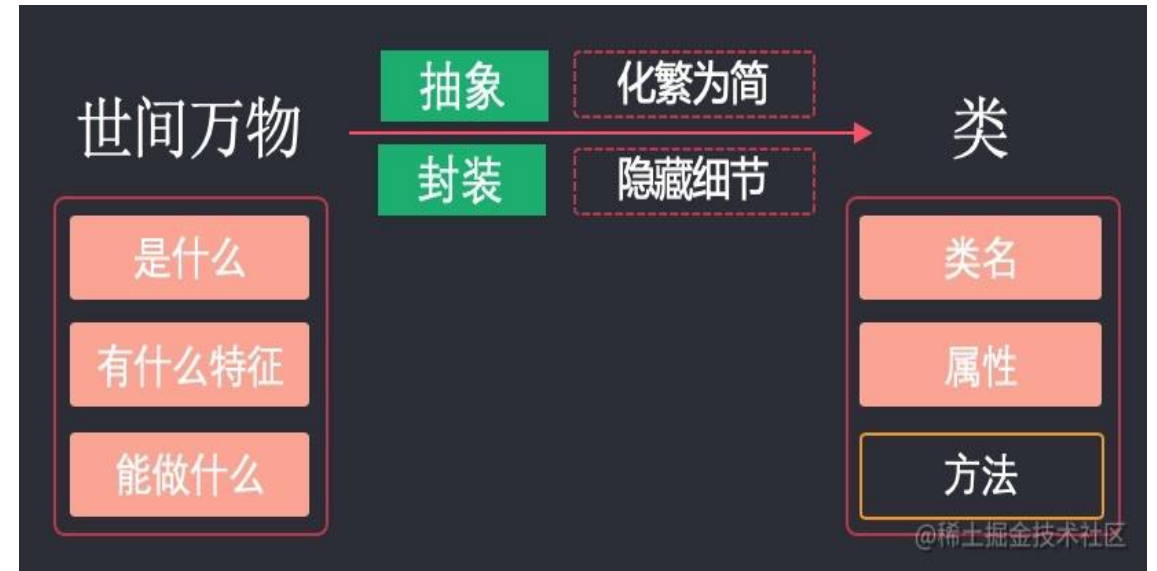 世间万物
抽象
化繁为简
封装
隐藏细节
类
是什么
有什么特征
能做什么
类名
属性
方法
@稀土掘金技术社区